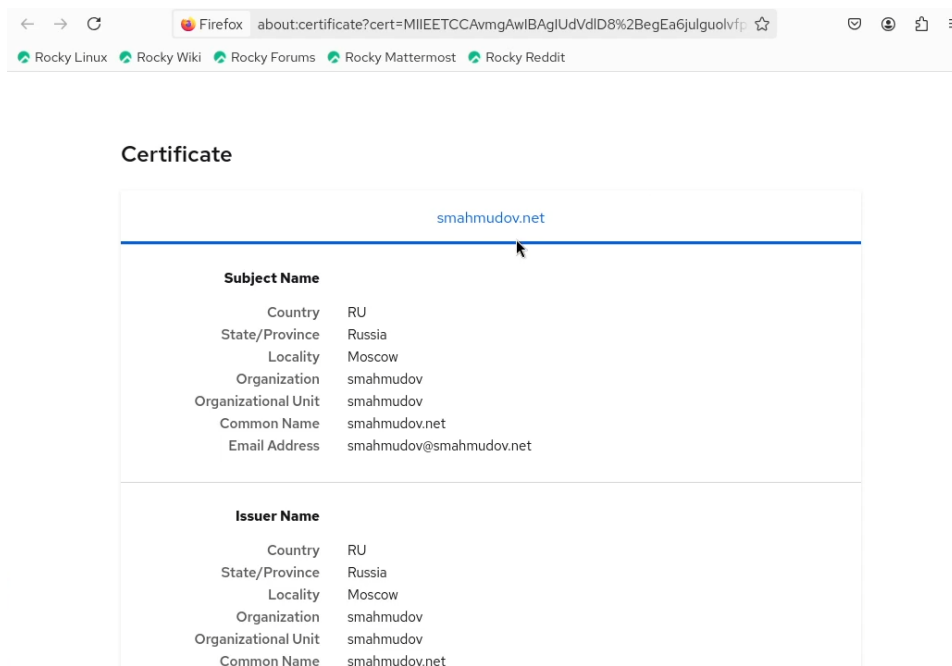 Firefox about:certificate?cert=MIIEETCCAvmgAwIBAgIUdVdlD8%2BegEa6julguolvfp
Rocky Linux Rocky Wiki Rocky Forums Rocky Mattermost Rocky Reddit
Certificate
smahmudov.net
Subject Name
Country RU
State/Province Russia
Locality Moscow
Organization smahmudov
Organizational Unit smahmudov
Common Name smahmudov.net
Email Address smahmudov@smahmudov.net
Issuer Name
Country RU
State/Province Russia
Locality Moscow
Organization smahmudov
Organizational Unit smahmudov
Common Name smahmudov.net